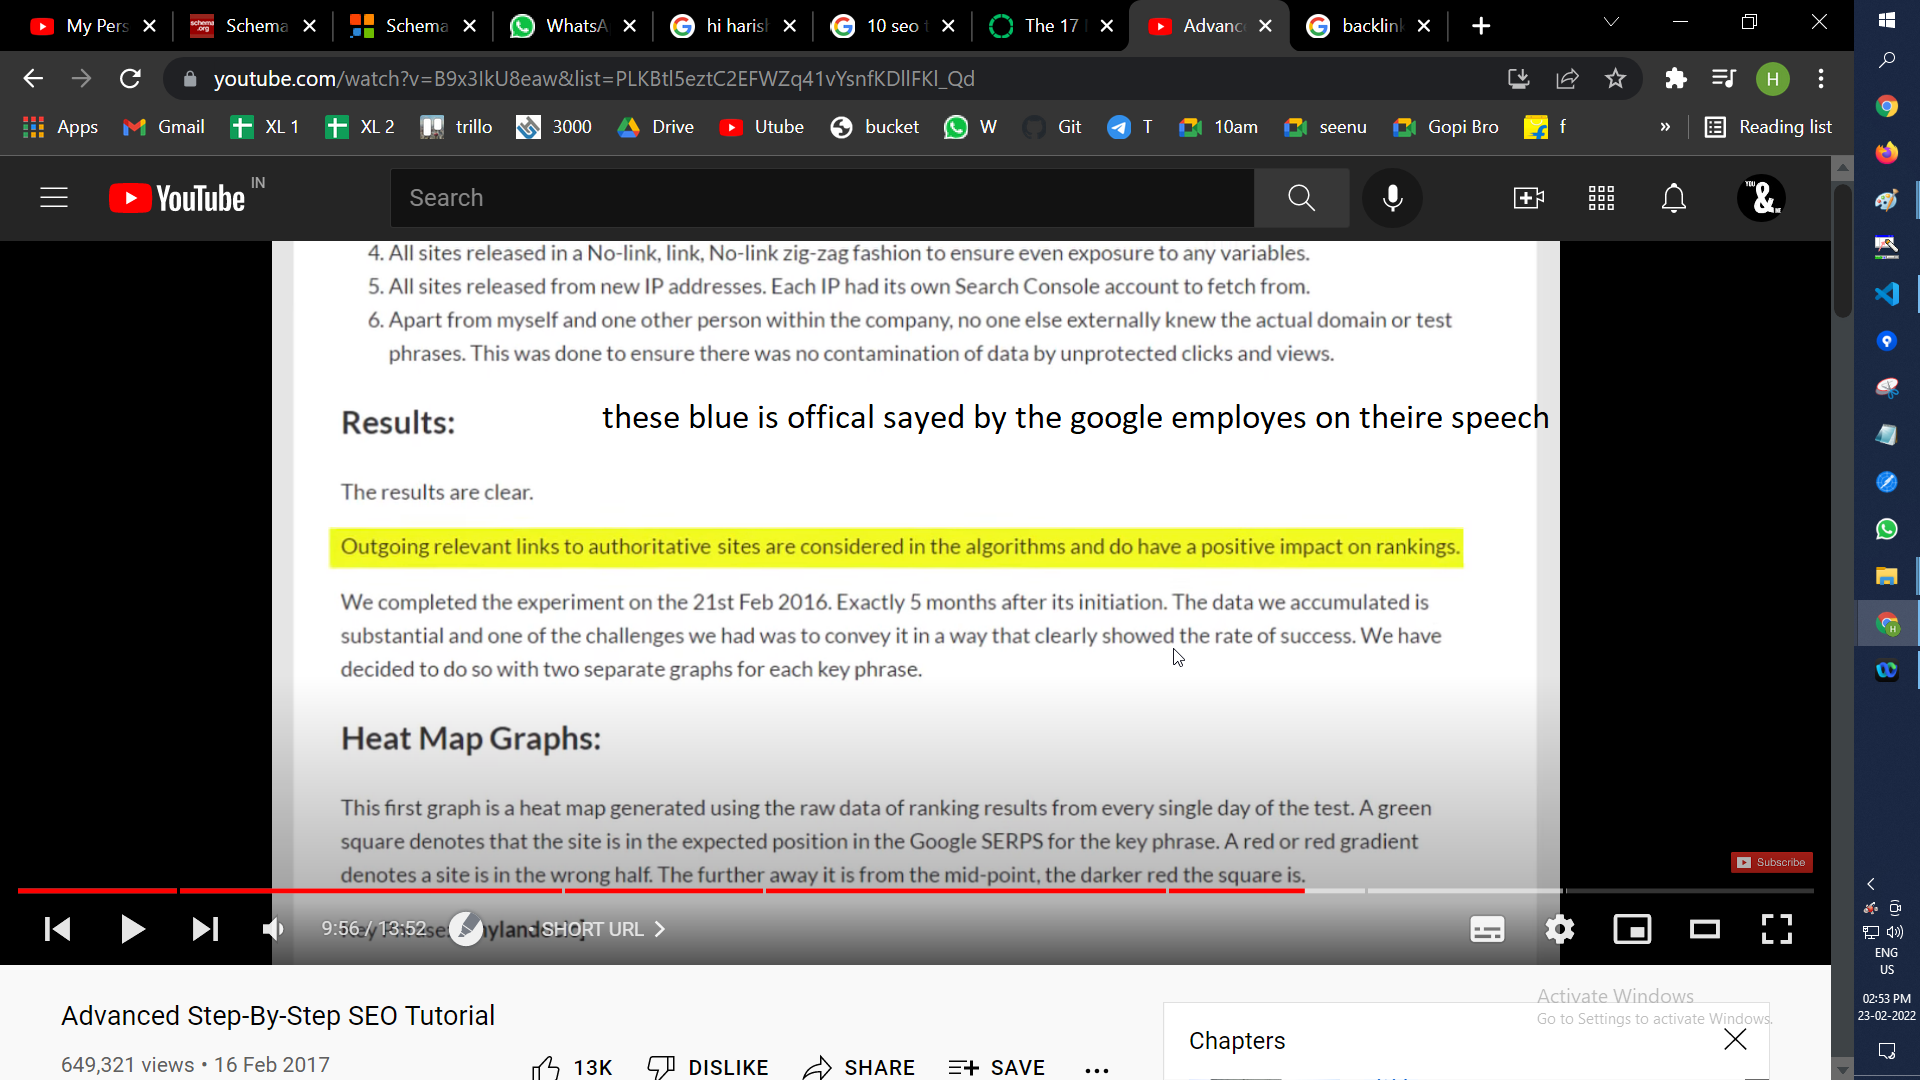 My Pers
Schema
Schema
WhatsA
hi harish
10 seo t
The 17
Advanc
backlink
youtube.com/watch?v=B9x3IkU8eaw&list=PLKBtl5eztC2EFWZq41vYsnfKDllFKl_Qd
H
Apps
Gmail
XL 1
XL 2
trillo
3000
Drive
Utube
bucket
W
Git
T
10am
seenu
Gopi Bro
f
»
Reading list
YouTube IN
Search
4. All sites released in a No-link, link, No-link zig-zag fashion to ensure even exposure to any variables.
5. All sites released from new IP addresses. Each IP had its own Search Console account to fetch from.
6. Apart from myself and one other person within the company, no one else externally knew the actual domain or test
phrases. This was done to ensure there was no contamination of data by unprotected clicks and views.
Results:
these blue is offical sayed by the google employes on theire speech
The results are clear.
Outgoing relevant links to authoritative sites are considered in the algorithms and do have a positive impact on rankings.
We completed the experiment on the 21st Feb 2016. Exactly 5 months after its initiation. The data we accumulated is
substantial and one of the challenges we had was to convey it in a way that clearly showed the rate of success. We have
decided to do so with two separate graphs for each key phrase.
Heat Map Graphs:
This first graph is a heat map generated using the raw data of ranking results from every single day of the test. A green
square denotes that the site is in the expected position in the Google SERPS for the key phrase. A red or red gradient
denotes a site is in the wrong half. The further away it is from the mid-point, the darker red the square is.
Subscribe
9:56 / 13:52
• SHORT URL
ENG
US
02:53 PM
23-02-2022
Activate Windows
Go to Settings to activate Windows.
Advanced Step-By-Step SEO Tutorial
649,321 views • 16 Feb 2017
13K
DISLIKE
SHARE
SAVE
Chapters